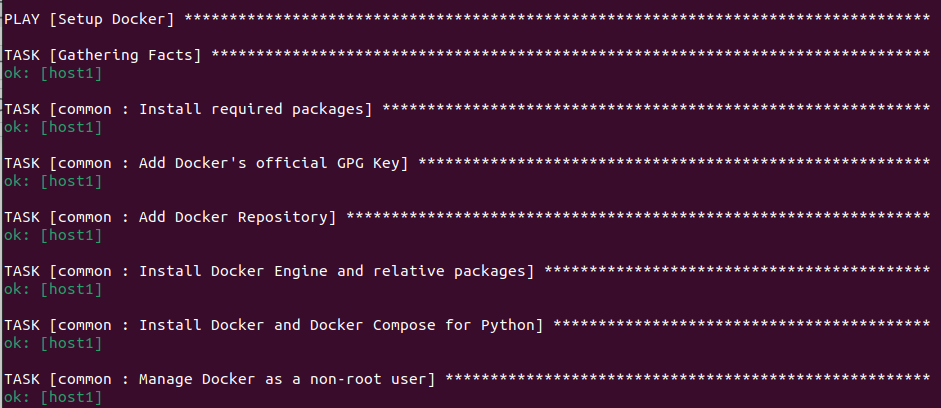 PLAY [Setup Docker] ***********************************************************************************
TASK [Gathering Facts] ********************************************************************************
ok: [host1]
TASK [common : Install required packages] *************************************************************
ok: [host1]
TASK [common : Add Docker's official GPG Key] *********************************************************
ok: [host1]
TASK [common : Add Docker Repository] *****************************************************************
ok: [host1]
TASK [common : Install Docker Engine and relative packages] *******************************************
ok: [host1]
TASK [common : Install Docker and Docker Compose for Python] ******************************************
ok: [host1]
TASK [common : Manage Docker as a non-root user] ******************************************************
ok: [host1]